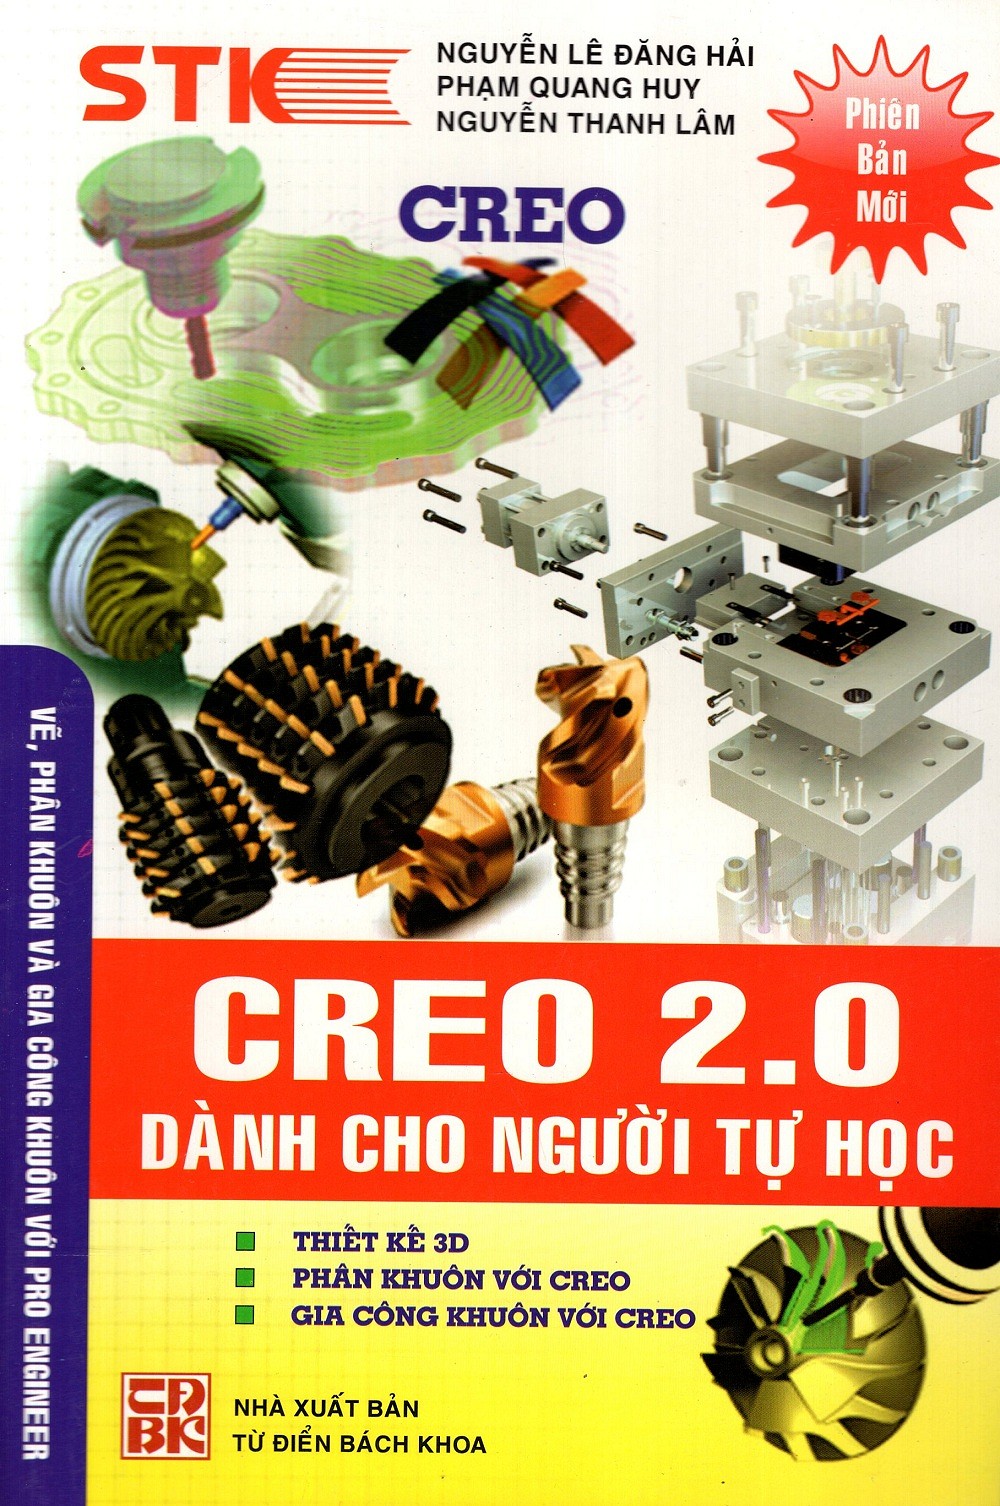 STK
NGUYỄN LÊ ĐĂNG HẢI
PHẠM QUANG HUY
NGUYỄN THANH LÂM
Phiên
Bản
Mới
CREO
VẼ, PHÂN KHUÔN VÀ GIA CÔNG KHUÔN VỚI PRO ENGINEER
CREO 2.0
DÀNH CHO NGƯỜI TỰ HỌC
THIẾT KẾ 3D
PHÂN KHUÔN VỚI CREO
GIA CÔNG KHUÔN VỚI CREO
TĐ
BK
NHÀ XUẤT BẢN
TỪ ĐIỂN BÁCH KHOA